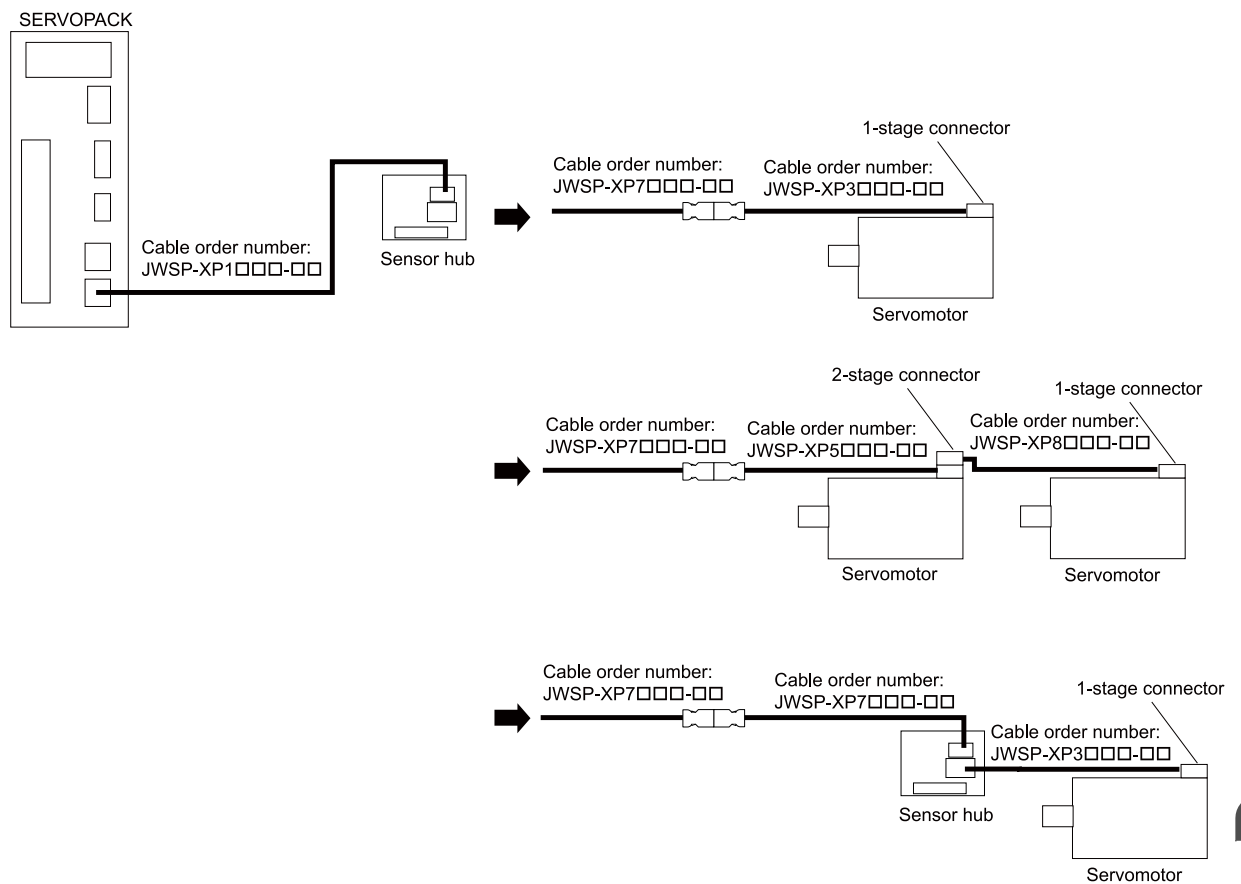 SERVOPACK
Cable order number:
JWSP-XP1□□□-□□
Sensor hub
1-stage connector
Cable order number:
JWSP-XP7□□□-□□
Cable order number:
JWSP-XP3□□□-□□
Servomotor
2-stage connector
1-stage connector
Cable order number:
JWSP-XP7□□□-□□
Cable order number:
JWSP-XP5□□□-□□
Cable order number:
JWSP-XP8□□□-□□
Servomotor
Servomotor
Cable order number:
JWSP-XP7□□□-□□
Cable order number:
JWSP-XP7□□□-□□
1-stage connector
Cable order number:
JWSP-XP3□□□-□□
Sensor hub
Servomotor